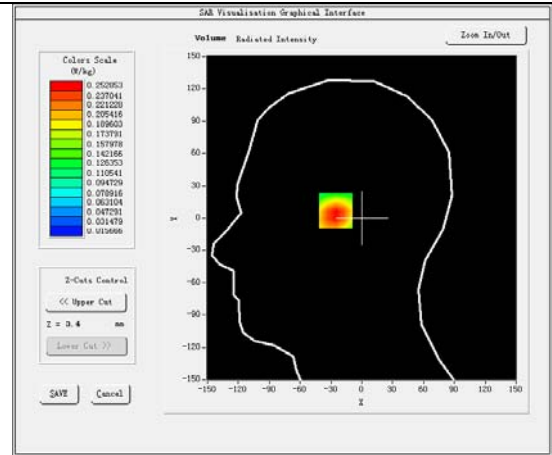 SAR Visualisation Graphical Interface
Volume Radiated Intensity
Zoom In/Out
Colors Scale
(W/kg)
0.252853
0.237041
0.221228
0.205416
0.189603
0.173791
0.157978
0.142166
0.126353
0.110541
0.094729
0.078916
0.063104
0.047291
0.031479
0.015666
Z-Cuts Control
<< Upper Cut
Z = 3.4 mm
Lower Cut >>
SAVE
Cancel
150
120
90
60
30
0
-30
-60
-90
-120
-150
Y
-150 -120 -90 -60 -30 0 30 60 90 120 150
X